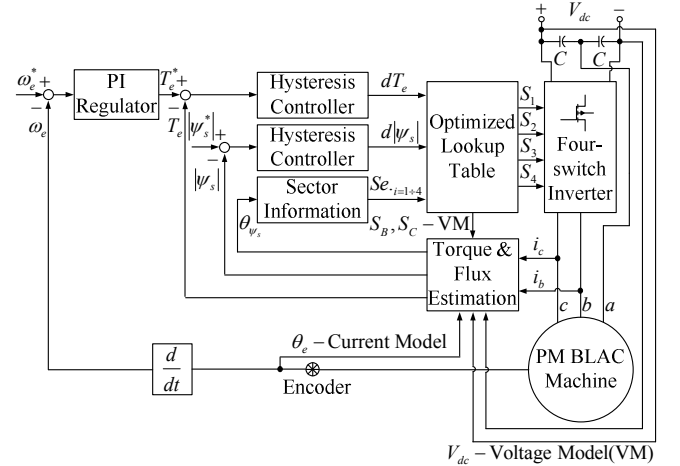 + V_dc −
C C
ω_e^* + −
ω_e
PI
Regulator
T_e^* + −
T_e
|ψ_s^*| + −
|ψ_s|
θ_ψs
Hysteresis
Controller
dT_e
Hysteresis
Controller
d|ψ_s|
Sector
Information
Se._{i=1÷4}
Optimized
Lookup
Table
S_1
S_2
S_3
S_4
Four-
switch
Inverter
S_B, S_C − VM
Torque &
Flux
Estimation
i_c
i_b
c b a
PM BLAC
Machine
θ_e − Current Model
d
dt
Encoder
V_dc − Voltage Model(VM)